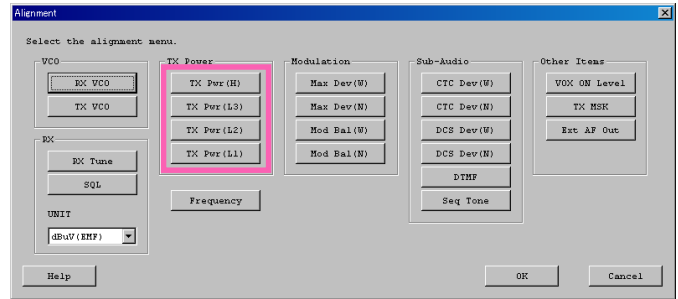 Alignment
Select the alignment menu.
VCO
RX VCO
TX VCO
RX
RX Tune
SQL
UNIT
dBuV(EMF)
TX Power
TX Pwr(H)
TX Pwr(L3)
TX Pwr(L2)
TX Pwr(L1)
Frequency
Modulation
Max Dev(W)
Max Dev(N)
Mod Bal(W)
Mod Bal(N)
Sub-Audio
CTC Dev(W)
CTC Dev(N)
DCS Dev(W)
DCS Dev(N)
DTMF
Seq Tone
Other Items
VOX ON Level
TX MSK
Ext AF Out
Help
OK
Cancel